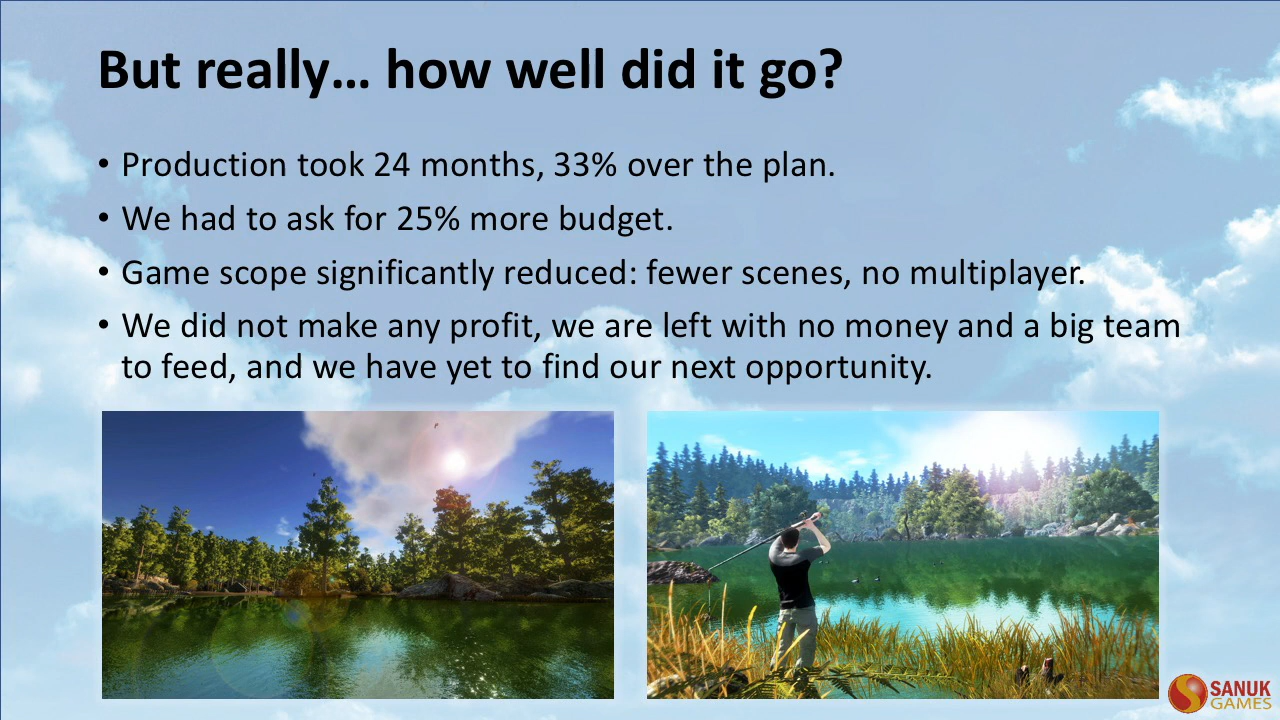 But really… how well did it go?
• Production took 24 months, 33% over the plan.
• We had to ask for 25% more budget.
• Game scope significantly reduced: fewer scenes, no multiplayer.
• We did not make any profit, we are left with no money and a big team
to feed, and we have yet to find our next opportunity.
SANUK
GAMES